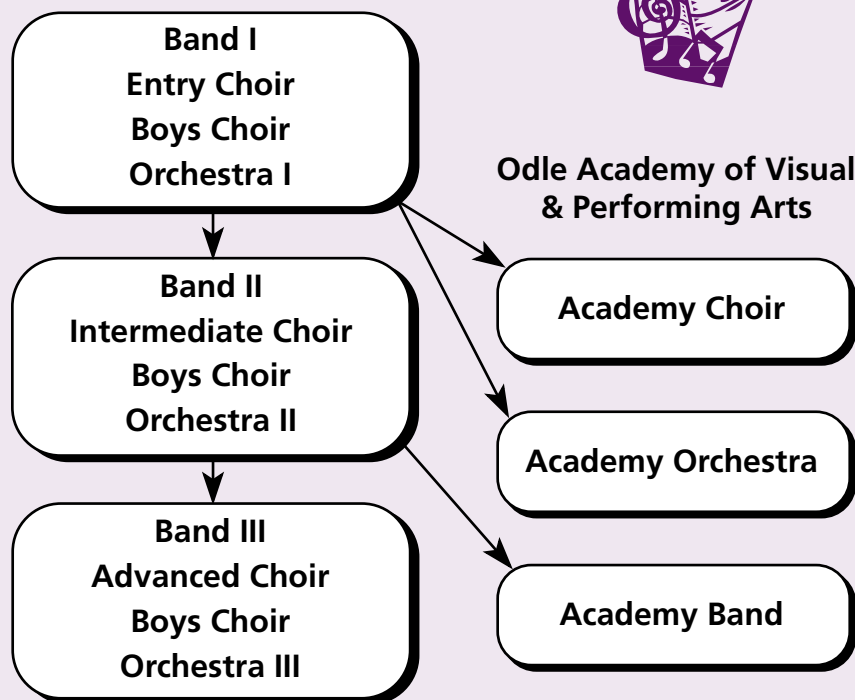 Band I
Entry Choir
Boys Choir
Orchestra I
Odle Academy of Visual
& Performing Arts
Band II
Intermediate Choir
Boys Choir
Orchestra II
Academy Choir
Academy Orchestra
Band III
Advanced Choir
Boys Choir
Orchestra III
Academy Band